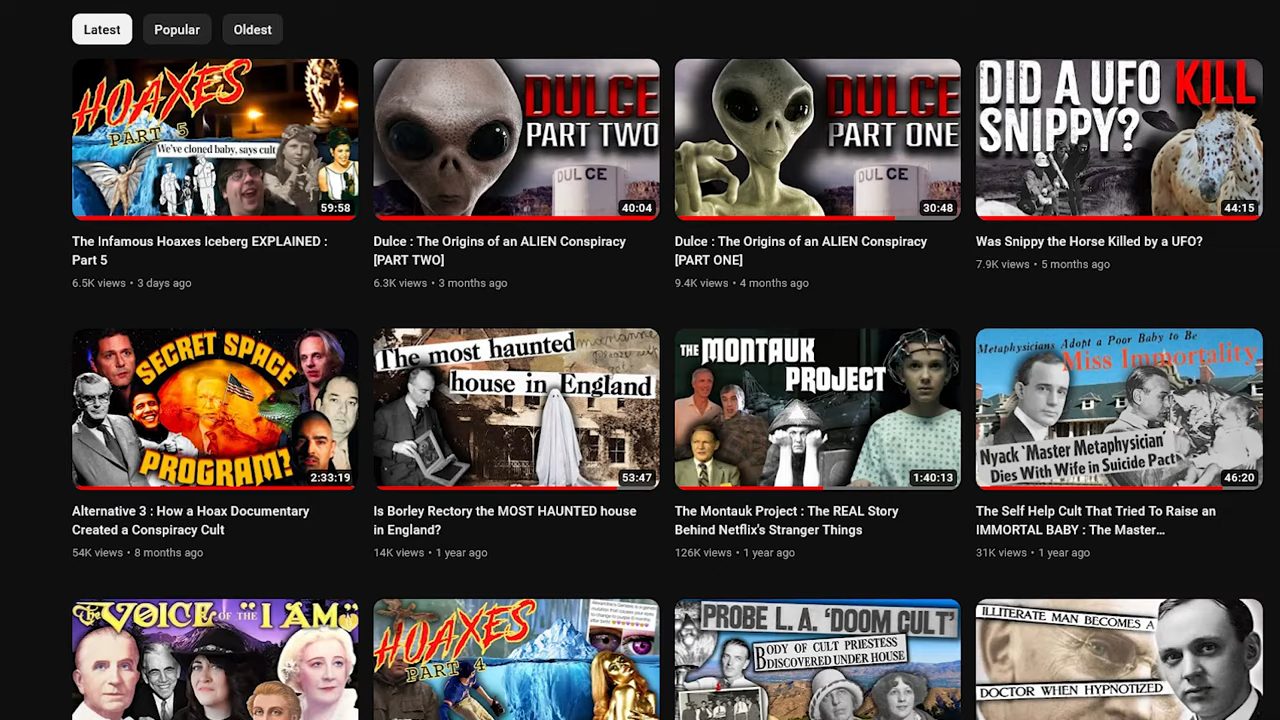 Latest
Popular
Oldest
HOAXES
PART 5
We've cloned baby, says cult
59:58
DULCE
PART TWO
DULCE
40:04
DULCE
PART ONE
DULCE
30:48
DID A UFO KILL
SNIPPY?
44:15
The Infamous Hoaxes Iceberg EXPLAINED :
Part 5
6.5K views • 3 days ago
Dulce : The Origins of an ALIEN Conspiracy
[PART TWO]
6.3K views • 3 months ago
Dulce : The Origins of an ALIEN Conspiracy
[PART ONE]
9.4K views • 4 months ago
Was Snippy the Horse Killed by a UFO?
7.9K views • 5 months ago
SECRET SPACE
PROGRAM?
2:33:19
The most haunted
house in England
53:47
THE MONTAUK
PROJECT
1:40:13
Metaphysicians Adopt a Poor Baby to Be
Miss Immortality
Nyack 'Master Metaphysician'
Dies With Wife in Suicide Pact
46:20
Alternative 3 : How a Hoax Documentary
Created a Conspiracy Cult
54K views • 8 months ago
Is Borley Rectory the MOST HAUNTED house
in England?
14K views • 1 year ago
The Montauk Project : The REAL Story
Behind Netflix's Stranger Things
126K views • 1 year ago
The Self Help Cult That Tried To Raise an
IMMORTAL BABY : The Master...
31K views • 1 year ago
The VOICE OF THE "I AM"
HOAXES
PART 4
PROBE L. A. 'DOOM CULT'
BODY OF CULT PRIESTESS
DISCOVERED UNDER HOUSE
ILLITERATE MAN BECOMES A
DOCTOR WHEN HYPNOTIZED